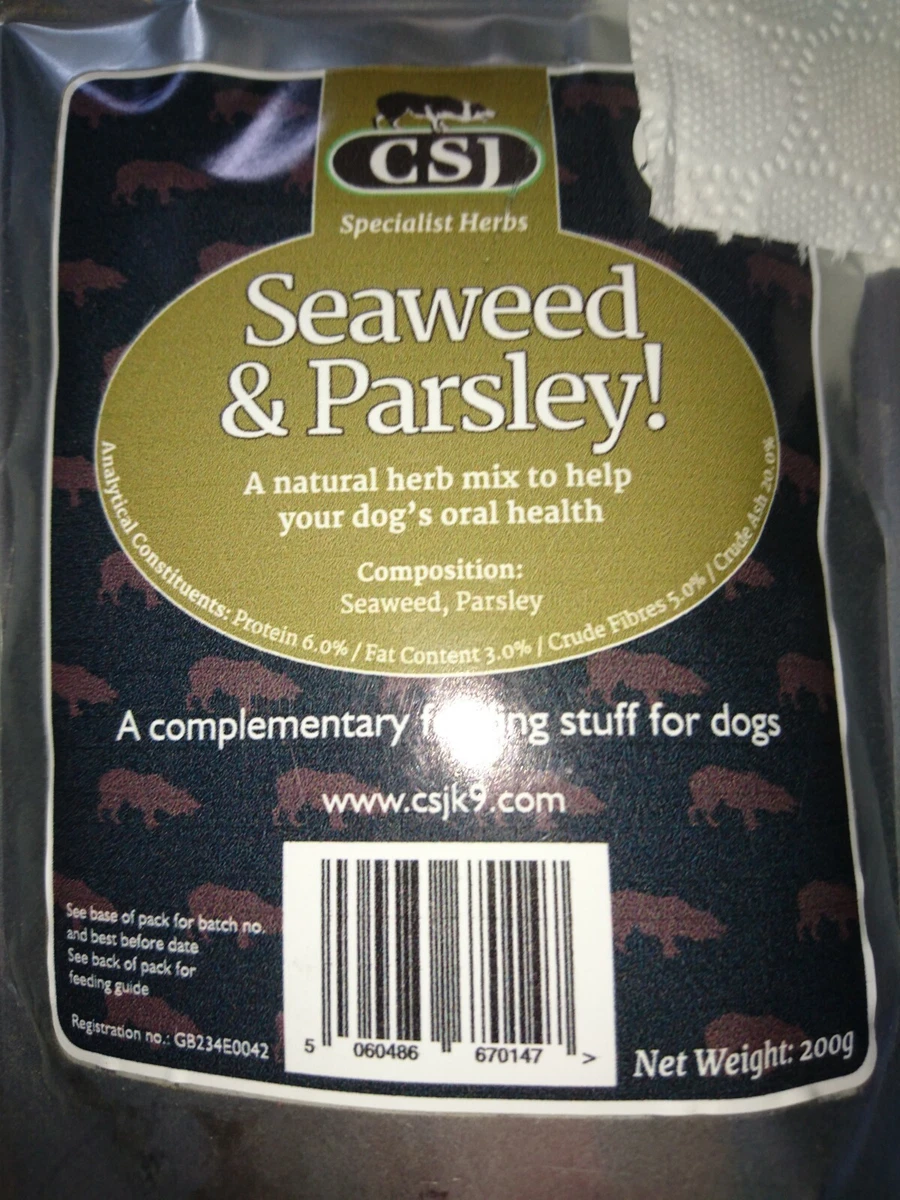 CSJ
Specialist Herbs
Seaweed
& Parsley!
A natural herb mix to help
your dog's oral health
Composition:
Seaweed, Parsley
Analytical Constituents: Protein 6.0% / Fat Content 3.0% / Crude Fibres 5.0% / Crude Ash 20.0%
A complementary stuff for dogs
www.csjk9.com
See base of pack for batch no.
and best before date
See back of pack for
feeding guide
Registration no.: GB234E0042
5 060486 670147 >
Net Weight: 200g